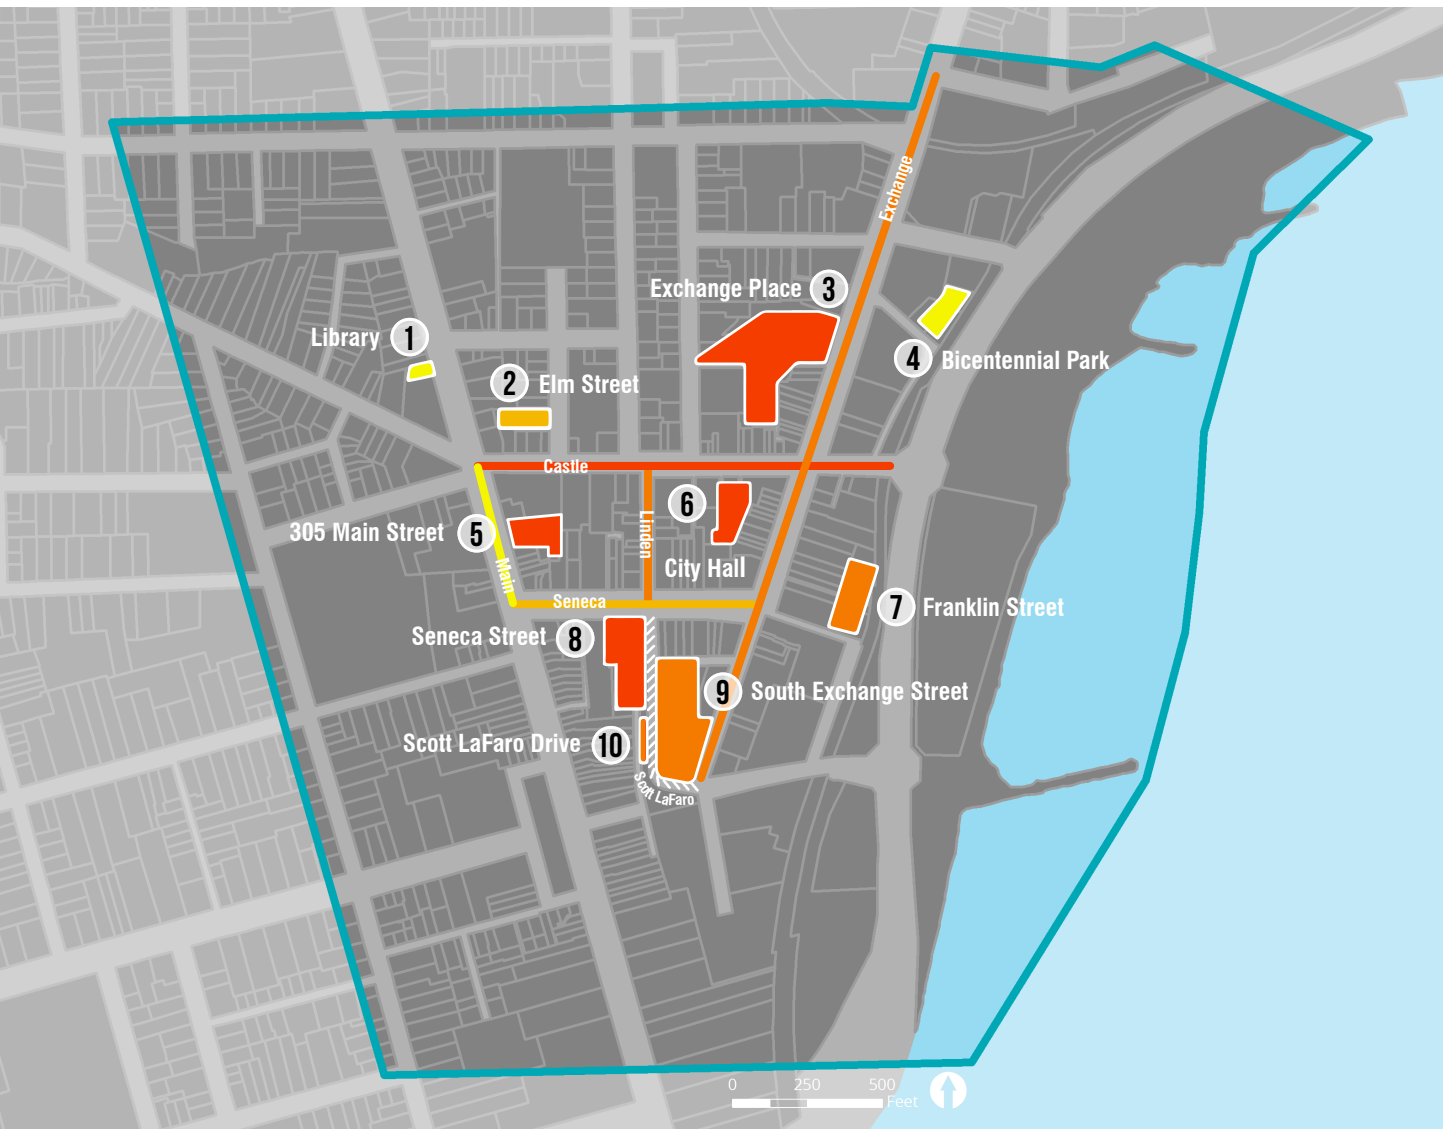 Exchange
Exchange Place 3
Library 1
4 Bicentennial Park
2 Elm Street
Castle
6
305 Main Street 5
Linden
Main
City Hall
Seneca
7 Franklin Street
Seneca Street 8
9 South Exchange Street
Scott LaFaro Drive 10
Scott LaFaro
0 250 500
Feet